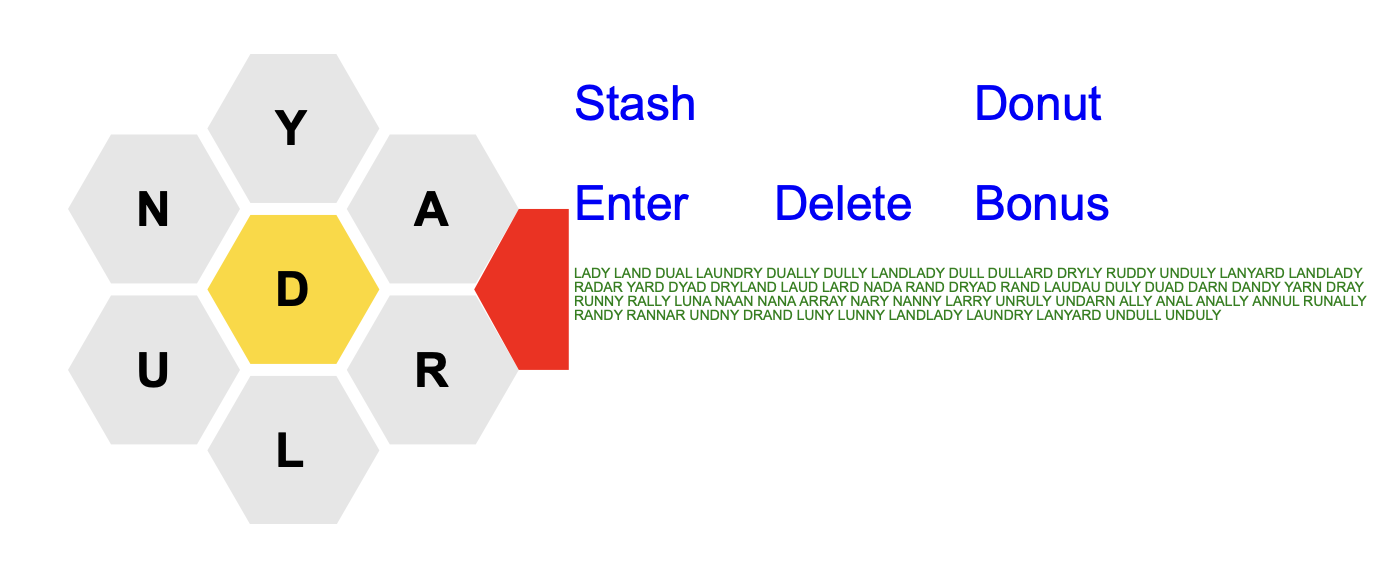 Y
N
A
D
U
R
L
Stash Donut
Enter Delete Bonus
LADY LAND DUAL LAUNDRY DUALLY DULLY LANDLADY DULL DULLARD DRYLY RUDDY UNDULY LANYARD LANDLADY
RADAR YARD DYAD DRYLAND LAUD LARD NADA RAND DRYAD RAND LAUDAU DULY DUAD DARN DANDY YARN DRAY
RUNNY RALLY LUNA NAAN NANA ARRAY NARY NANNY LARRY UNRULY UNDARN ALLY ANAL ANALLY ANNUL RUNALLY
RANDY RANNAR UNDNY DRAND LUNY LUNNY LANDLADY LAUNDRY LANYARD UNDULL UNDULY